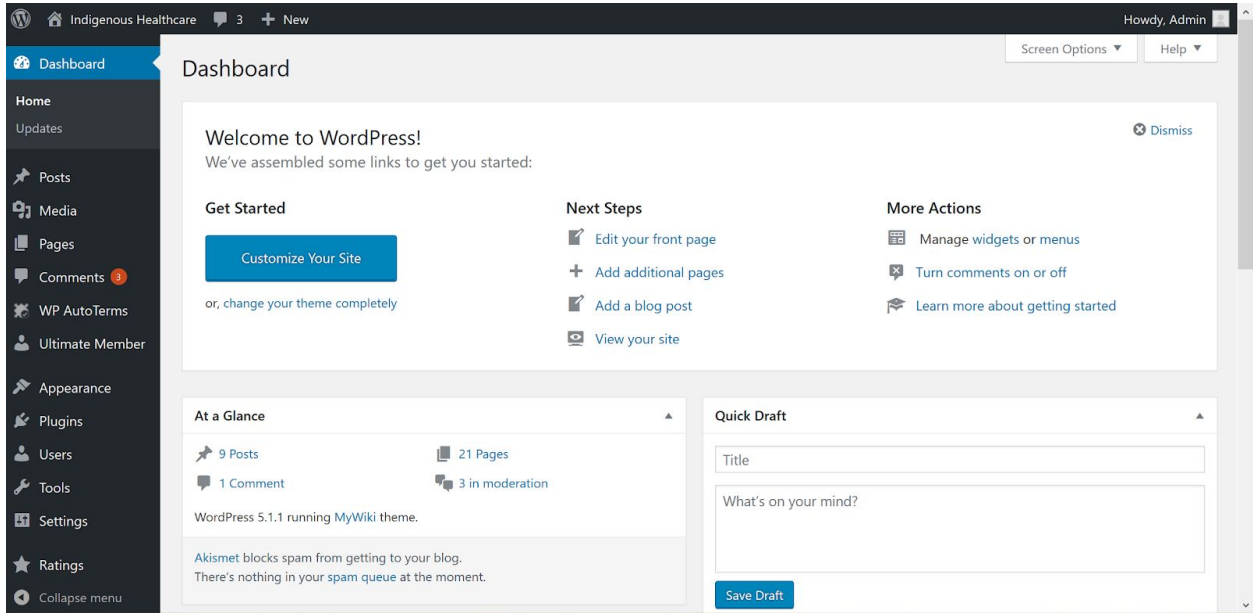 Indigenous Healthcare 3 New Howdy, Admin
Screen Options Help
Dashboard
Home
Updates
Posts
Media
Pages
Comments 3
WP AutoTerms
Ultimate Member
Appearance
Plugins
Users
Tools
Settings
Ratings
Collapse menu
Dashboard
Welcome to WordPress!
Dismiss
We've assembled some links to get you started:
Get Started
Customize Your Site
or, change your theme completely
Next Steps
Edit your front page
Add additional pages
Add a blog post
View your site
More Actions
Manage widgets or menus
Turn comments on or off
Learn more about getting started
At a Glance
9 Posts 21 Pages
1 Comment 3 in moderation
WordPress 5.1.1 running MyWiki theme.
Akismet blocks spam from getting to your blog.
There's nothing in your spam queue at the moment.
Quick Draft
Title
What's on your mind?
Save Draft